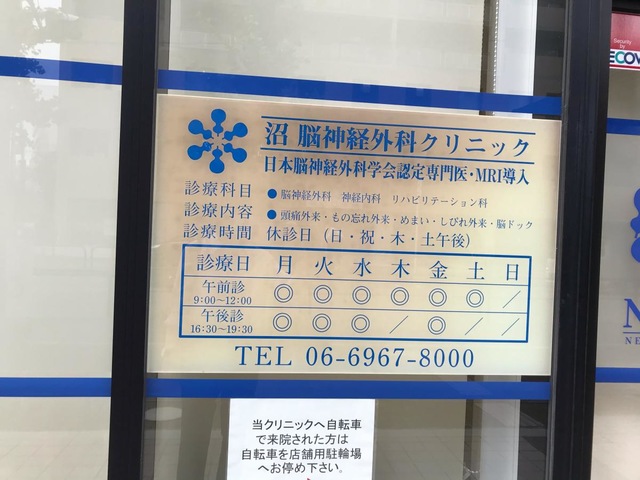 沼 脳神経外科クリニック
日本脳神経外科学会認定専門医・MRI導入
診療科目 ●脳神経外科 神経内科 リハビリテーション科
診療内容 ●頭痛外来・もの忘れ外来・めまい・しびれ外来・脳ドック
診療時間 休診日（日・祝・木・土午後）
診療日 月 火 水 木 金 土 日
午前診 9:00～12:00 ◎ ◎ ◎ ◎ ◎ ◎ ／
午後診 16:30～19:30 ◎ ◎ ◎ ／ ◎ ／ ／
TEL 06-6967-8000
当クリニックへ自転車
で来院された方は
自転車を店舗用駐輪場
へお停め下さい。
Security
by